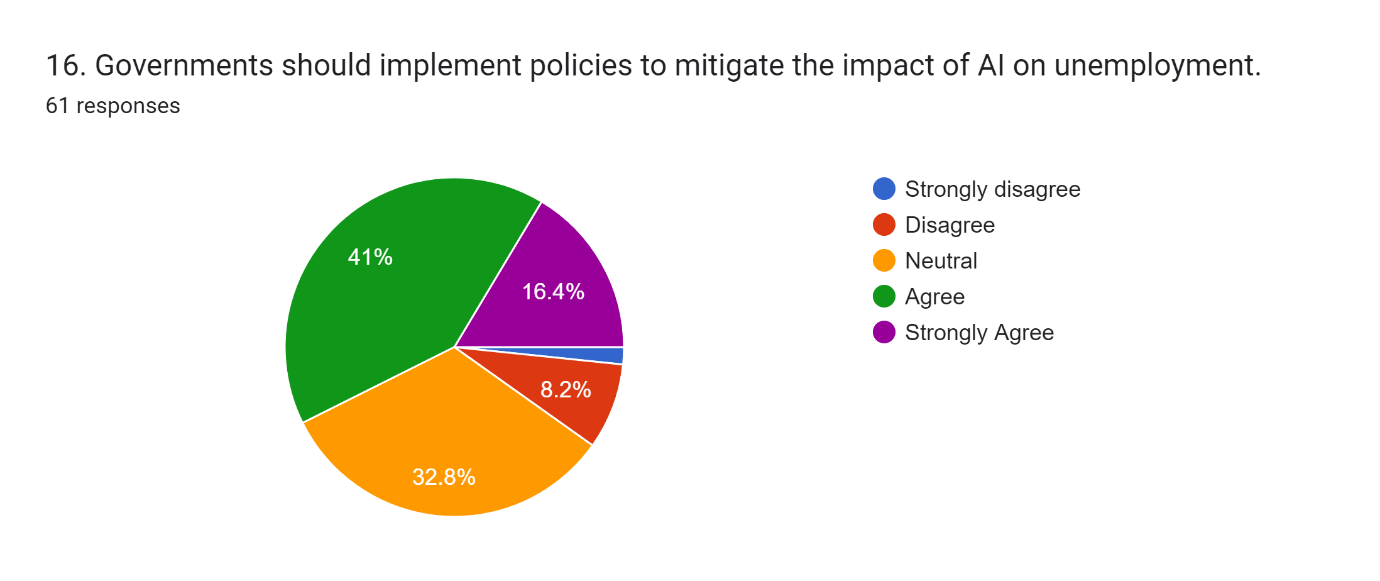 16. Governments should implement policies to mitigate the impact of AI on unemployment.
61 responses
41%
16.4%
8.2%
32.8%
Strongly disagree
Disagree
Neutral
Agree
Strongly Agree